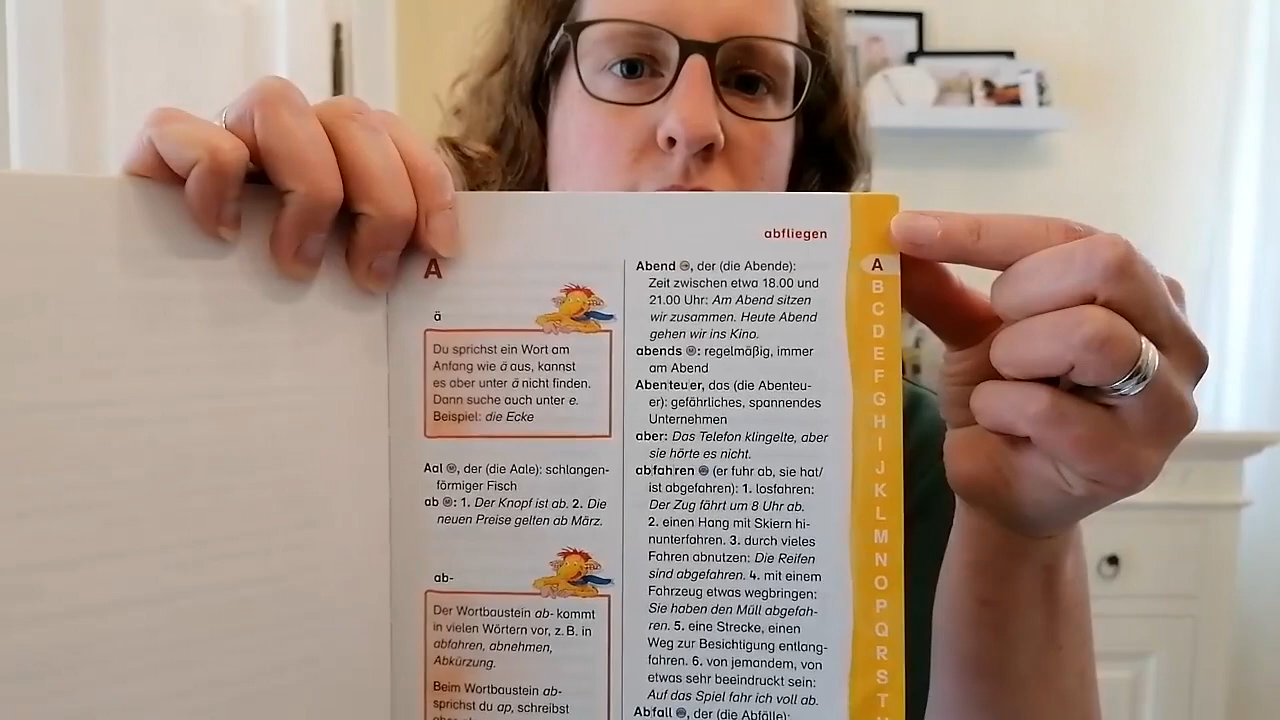 abfliegen
A
ä
Du sprichst ein Wort am
Anfang wie ä aus, kannst
es aber unter ä nicht finden.
Dann suche auch unter e.
Beispiel: die Ecke
Aal, der (die Aale): schlangen-
förmiger Fisch
ab: 1. Der Knopf ist ab. 2. Die
neuen Preise gelten ab März.
ab-
Der Wortbaustein ab- kommt
in vielen Wörtern vor, z. B. in
abfahren, abnehmen,
Abkürzung.
Beim Wortbaustein ab-
sprichst du ap, schreibst
Abend, der (die Abende):
Zeit zwischen etwa 18.00 und
21.00 Uhr: Am Abend sitzen
wir zusammen. Heute Abend
gehen wir ins Kino.
abends: regelmäßig, immer
am Abend
Abenteuer, das (die Abenteu-
er): gefährliches, spannendes
Unternehmen
aber: Das Telefon klingelte, aber
sie hörte es nicht.
abfahren (er fuhr ab, sie hat/
ist abgefahren): 1. losfahren:
Der Zug fährt um 8 Uhr ab.
2. einen Hang mit Skiern hi-
nunterfahren. 3. durch vieles
Fahren abnutzen: Die Reifen
sind abgefahren. 4. mit einem
Fahrzeug etwas wegbringen:
Sie haben den Müll abgefah-
ren. 5. eine Strecke, einen
Weg zur Besichtigung entlang-
fahren. 6. von jemandem, von
etwas sehr beeindruckt sein:
Auf das Spiel fahr ich voll ab.
Abfall, der (die Abfälle):
A
B
C
D
E
F
G
H
I
J
K
L
M
N
O
P
Q
R
S
T